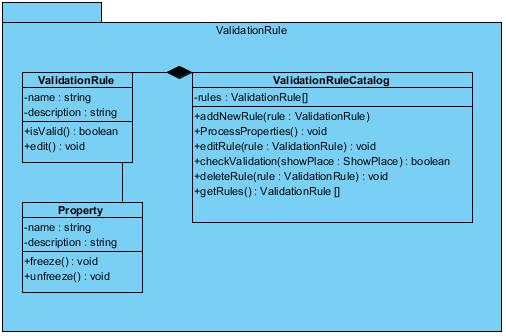 ValidationRule
ValidationRule
-name : string
-description : string
+isValid() : boolean
+edit() : void
ValidationRuleCatalog
-rules : ValidationRule[]
+addNewRule(rule : ValidationRule)
+ProcessProperties() : void
+editRule(rule : ValidationRule) : void
+checkValidation(showPlace : ShowPlace) : boolean
+deleteRule(rule : ValidationRule) : void
+getRules() : ValidationRule []
Property
-name : string
-description : string
+freeze() : void
+unfreeze() : void